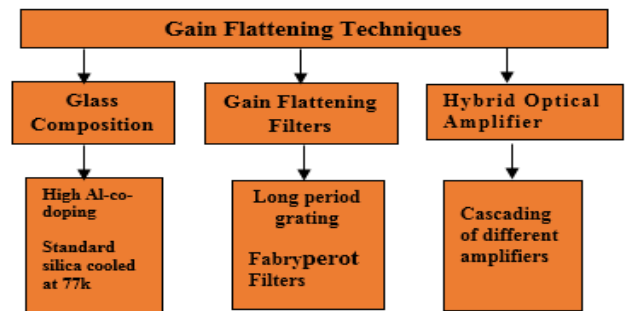 Gain Flattening Techniques
Glass
Composition
Gain Flattening
Filters
Hybrid Optical
Amplifier
High Al-co-
doping
Standard
silica cooled
at 77k
Long period
grating
Fabryperot
Filters
Cascading
of different
amplifiers